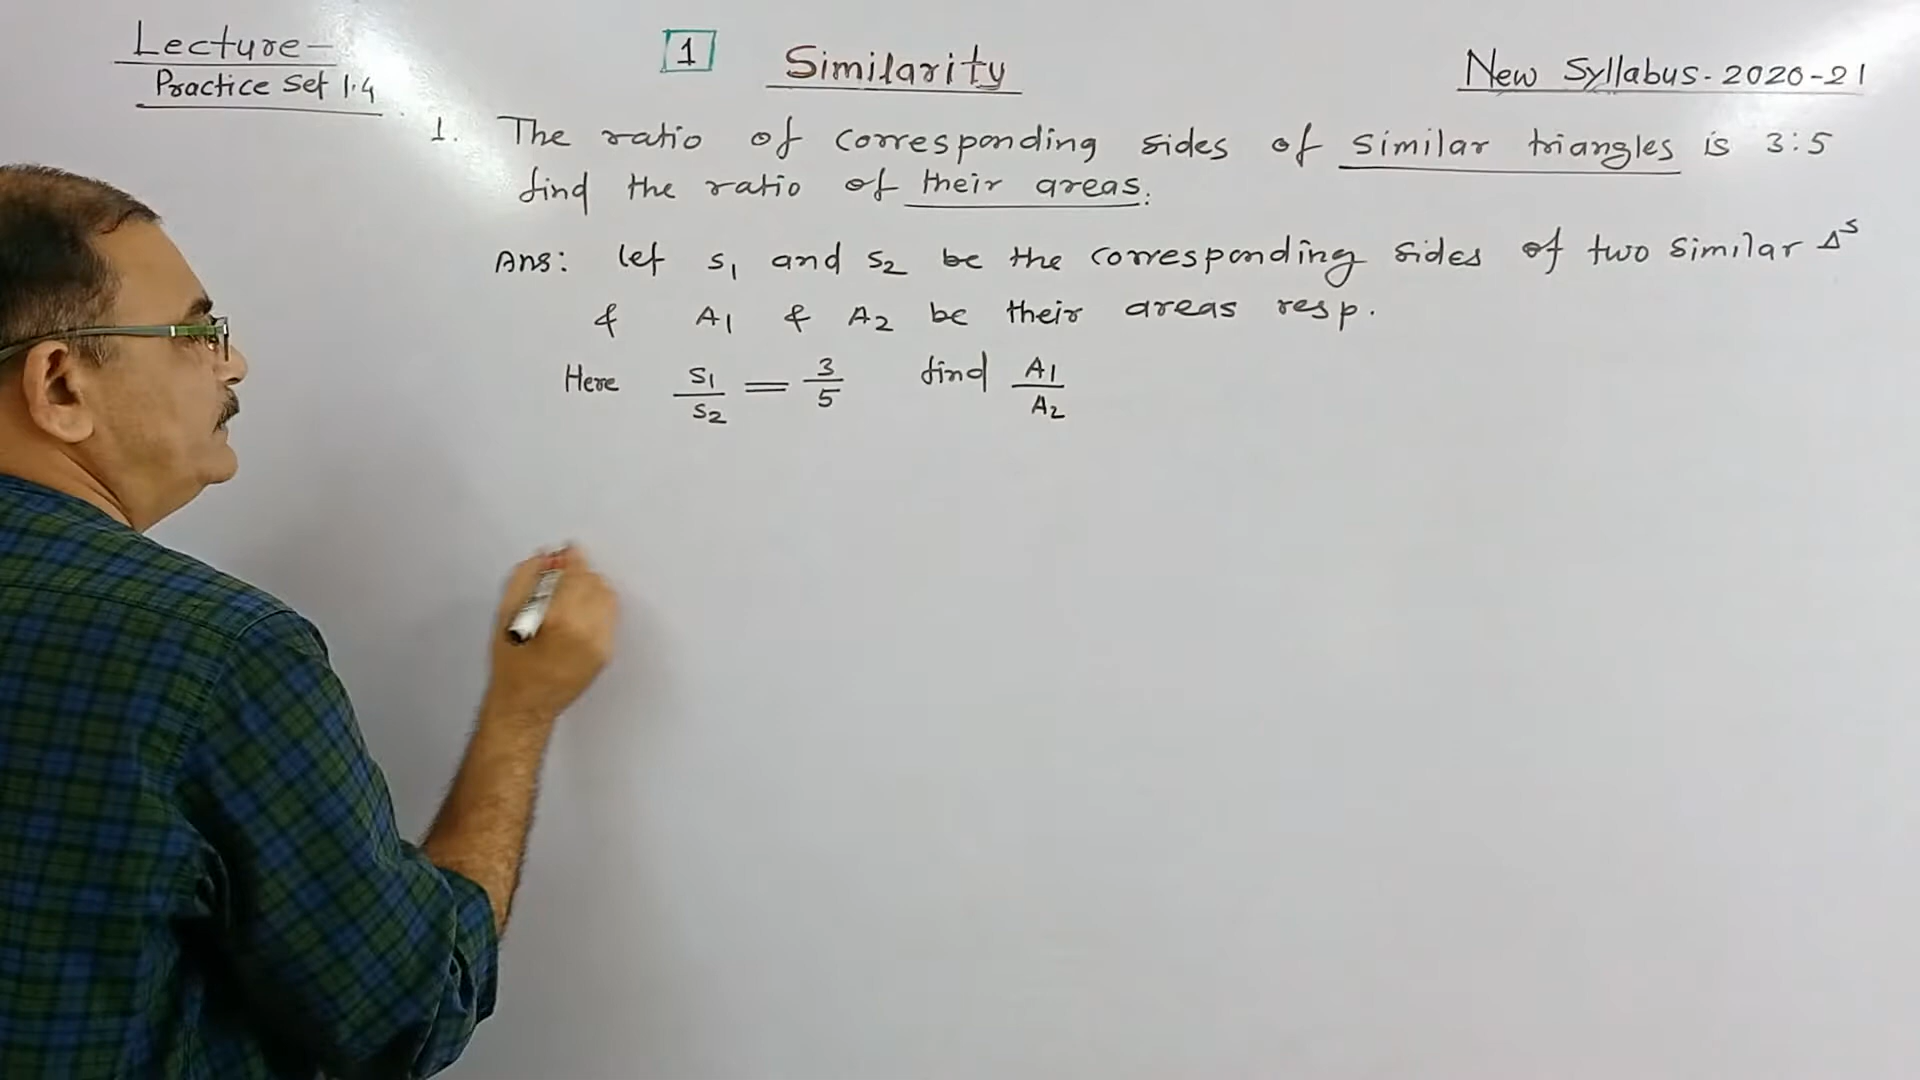 Lecture-
Practice Set 1.4
1 Similarity
New Syllabus. 2020-21
1. The ratio of corresponding sides of similar triangles is 3:5
find the ratio of their areas.
Ans: let S₁ and S₂ be the corresponding sides of two similar Δˢ
& A₁ & A₂ be their areas resp.
Here S₁/S₂ = 3/5 find A₁/A₂